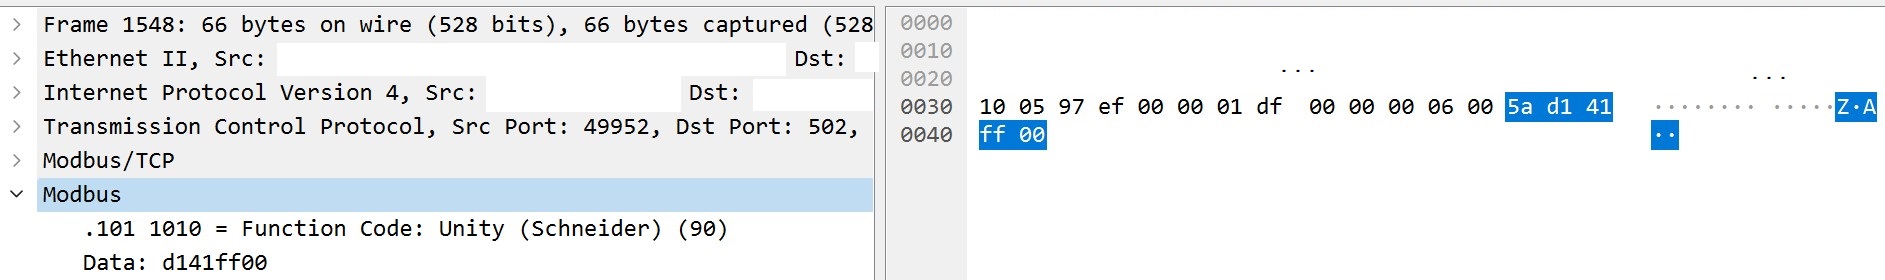 Frame 1548: 66 bytes on wire (528 bits), 66 bytes captured (528
Ethernet II, Src: Dst:
Internet Protocol Version 4, Src: Dst:
Transmission Control Protocol, Src Port: 49952, Dst Port: 502,
Modbus/TCP
Modbus
.101 1010 = Function Code: Unity (Schneider) (90)
Data: d141ff00
0000
0010
0020 ... ...
0030 10 05 97 ef 00 00 01 df 00 00 00 06 00 5a d1 41 ········ ·····Z·A
0040 ff 00 ··